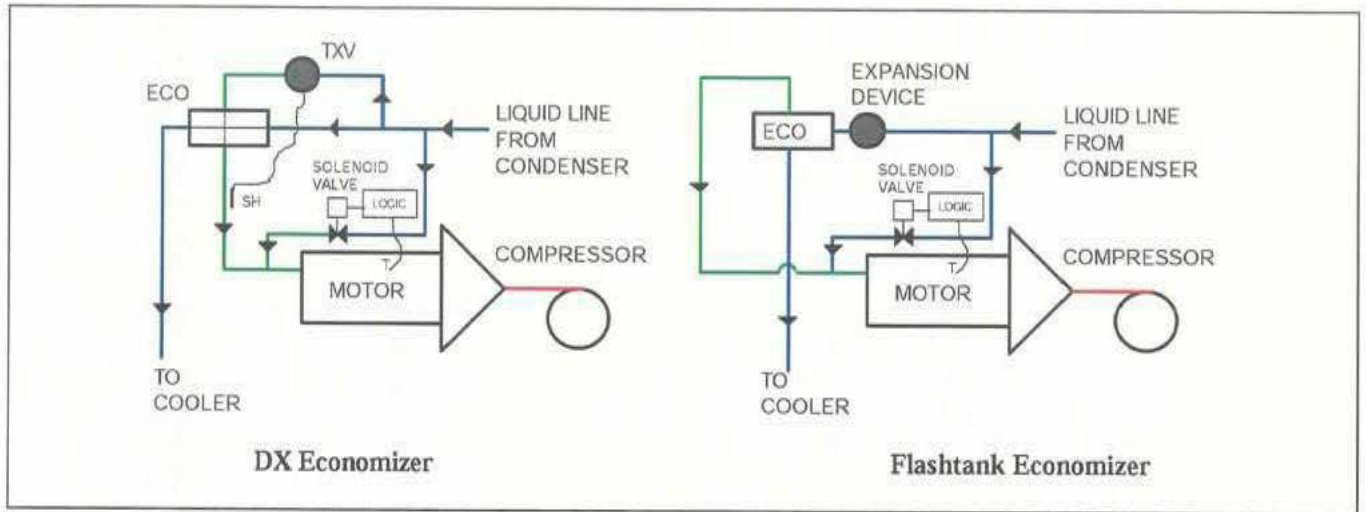 TXV
ECO
LIQUID LINE
FROM
CONDENSER
SOLENOID
VALVE
LOGIC
SH
T
MOTOR
COMPRESSOR
TO
COOLER
DX Economizer
EXPANSION
DEVICE
ECO
LIQUID LINE
FROM
CONDENSER
SOLENOID
VALVE
LOGIC
T
MOTOR
COMPRESSOR
TO
COOLER
Flashtank Economizer